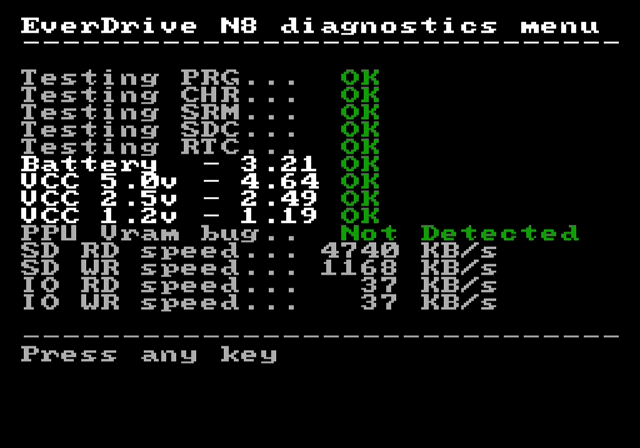 EverDrive N8 diagnostics menu
------------------------------
Testing PRG... OK
Testing CHR... OK
Testing SRM... OK
Testing SDC... OK
Testing RTC... OK
Battery - 3.21 OK
VCC 5.0v - 4.64 OK
VCC 2.5v - 2.49 OK
VCC 1.2v - 1.19 OK
PPU Vram bug.. Not Detected
SD RD speed... 4740 KB/s
SD WR speed... 1168 KB/s
IO RD speed... 37 KB/s
IO WR speed... 37 KB/s
------------------------------
Press any key